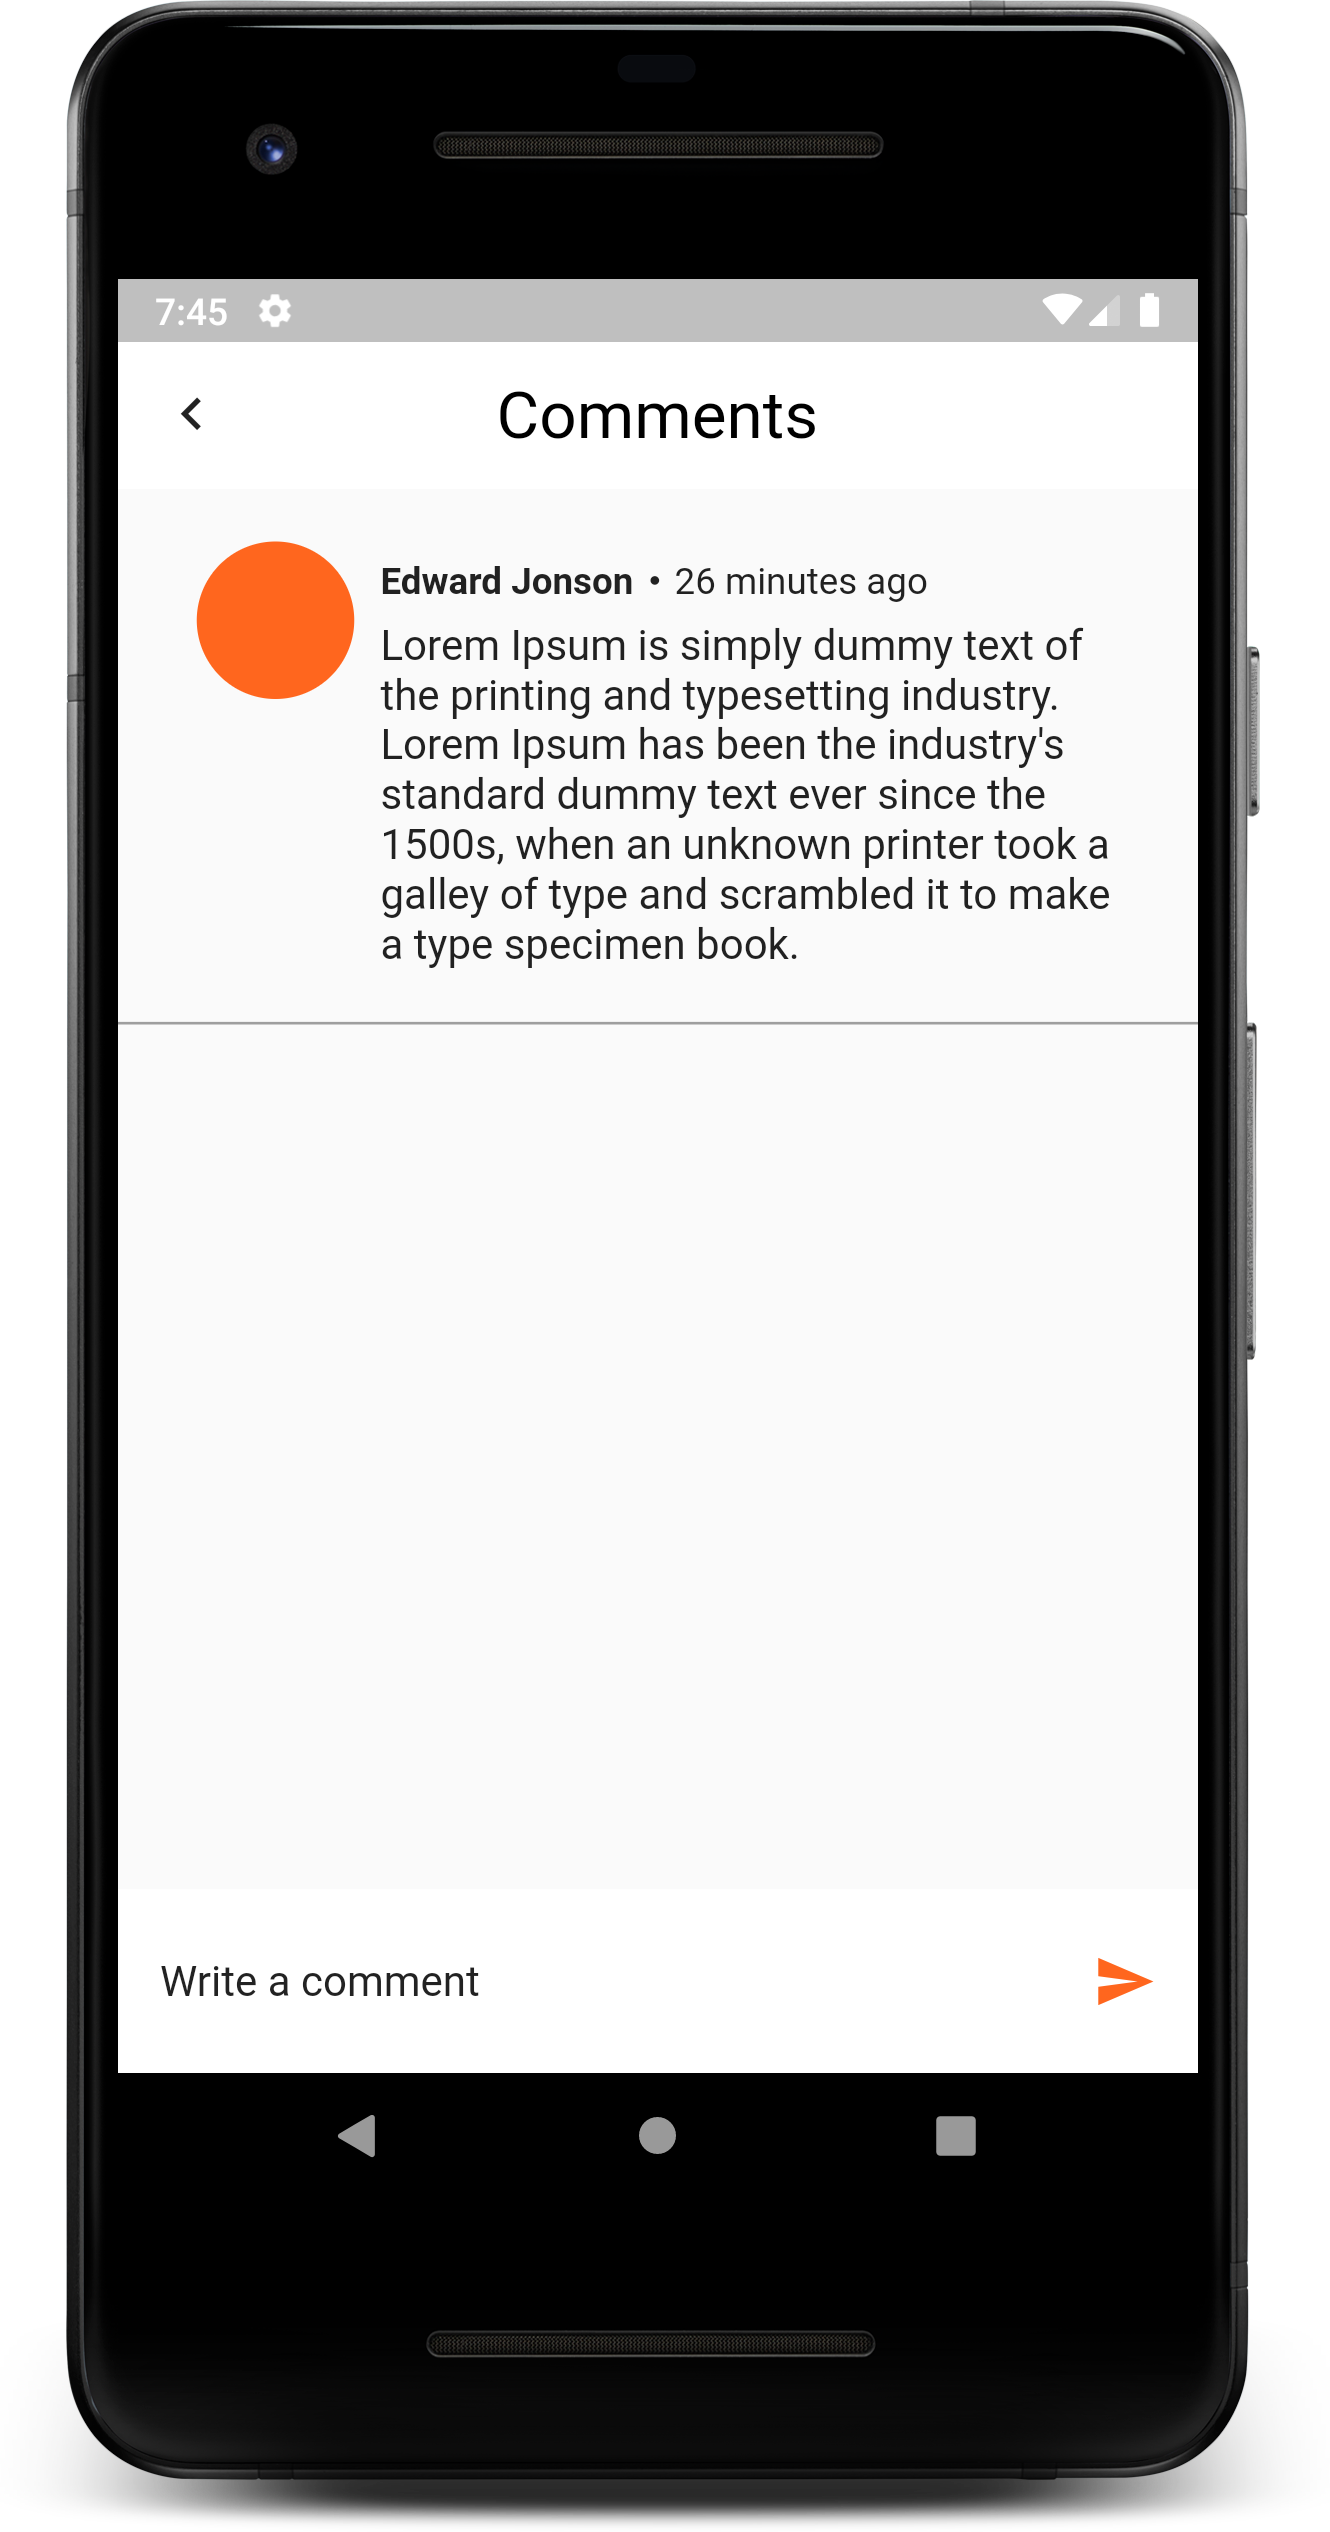 7:45
Comments
Edward Jonson • 26 minutes ago
Lorem Ipsum is simply dummy text of
the printing and typesetting industry.
Lorem Ipsum has been the industry's
standard dummy text ever since the
1500s, when an unknown printer took a
galley of type and scrambled it to make
a type specimen book.
Write a comment